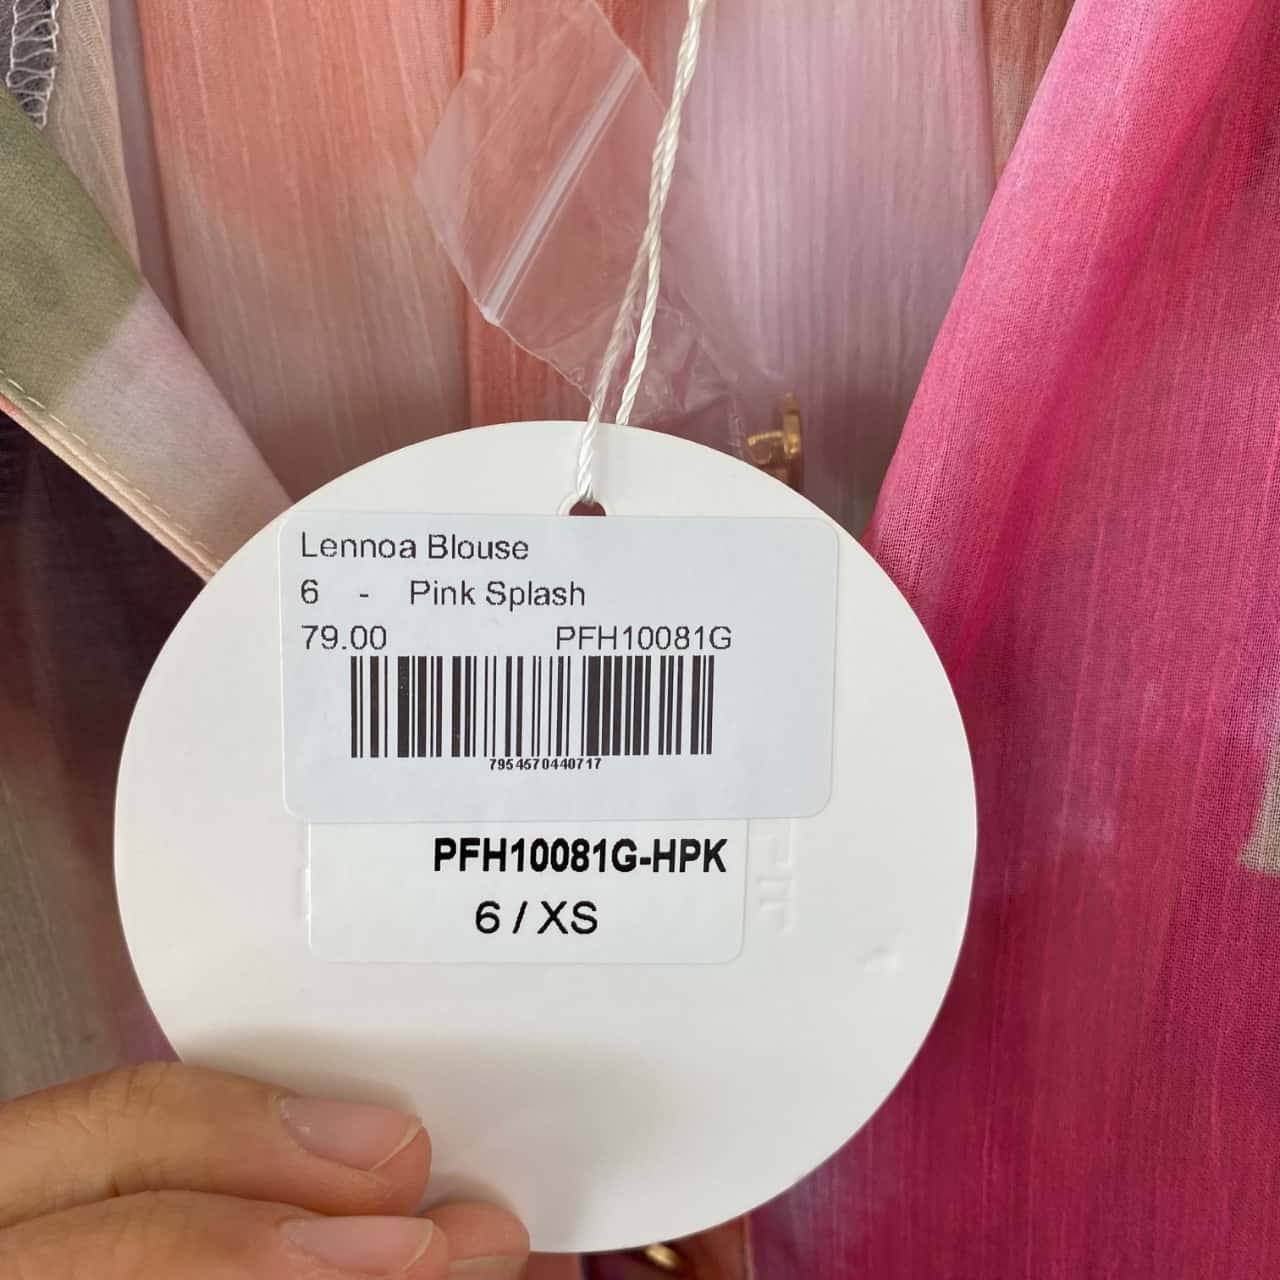 Lennoa Blouse
6 - Pink Splash
79.00 PFH10081G
7954570440717
PFH10081G-HPK
6 / XS